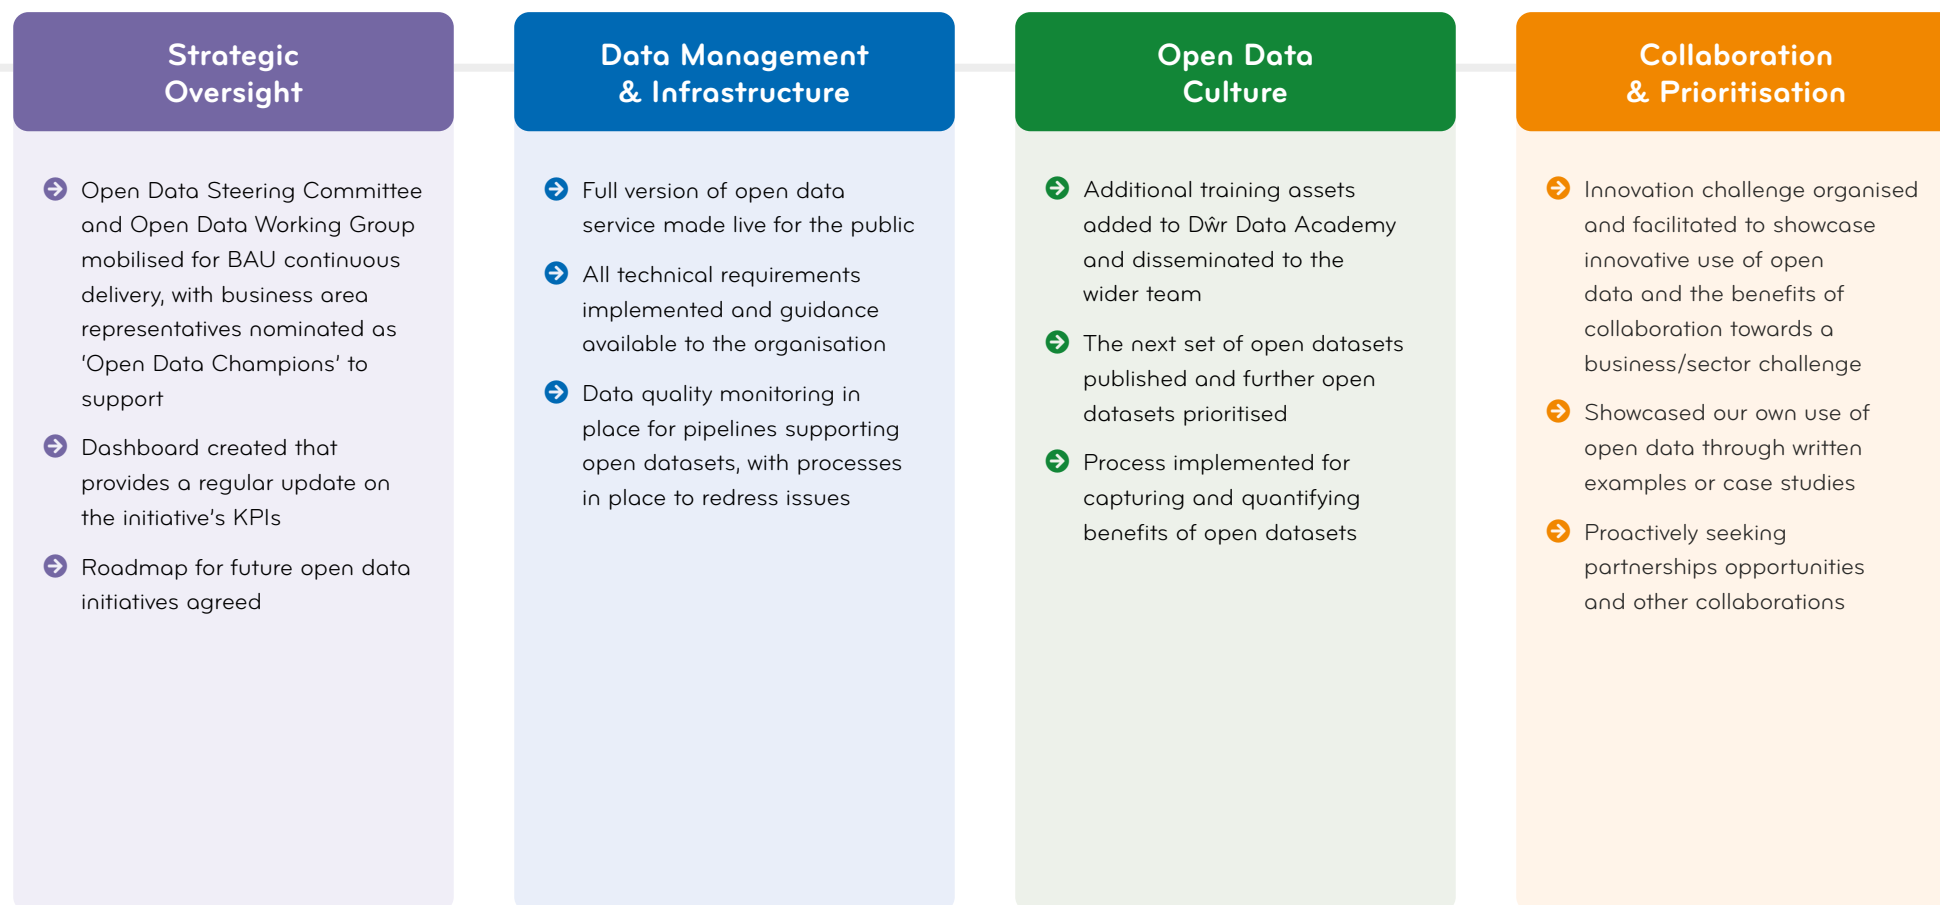 Strategic
Oversight
Open Data Steering Committee
and Open Data Working Group
mobilised for BAU continuous
delivery, with business area
representatives nominated as
‘Open Data Champions’ to
support
Dashboard created that
provides a regular update on
the initiative’s KPIs
Roadmap for future open data
initiatives agreed
Data Management
& Infrastructure
Full version of open data
service made live for the public
All technical requirements
implemented and guidance
available to the organisation
Data quality monitoring in
place for pipelines supporting
open datasets, with processes
in place to redress issues
Open Data
Culture
Additional training assets
added to Dŵr Data Academy
and disseminated to the
wider team
The next set of open datasets
published and further open
datasets prioritised
Process implemented for
capturing and quantifying
benefits of open datasets
Collaboration
& Prioritisation
Innovation challenge organised
and facilitated to showcase
innovative use of open
data and the benefits of
collaboration towards a
business/sector challenge
Showcased our own use of
open data through written
examples or case studies
Proactively seeking
partnerships opportunities
and other collaborations